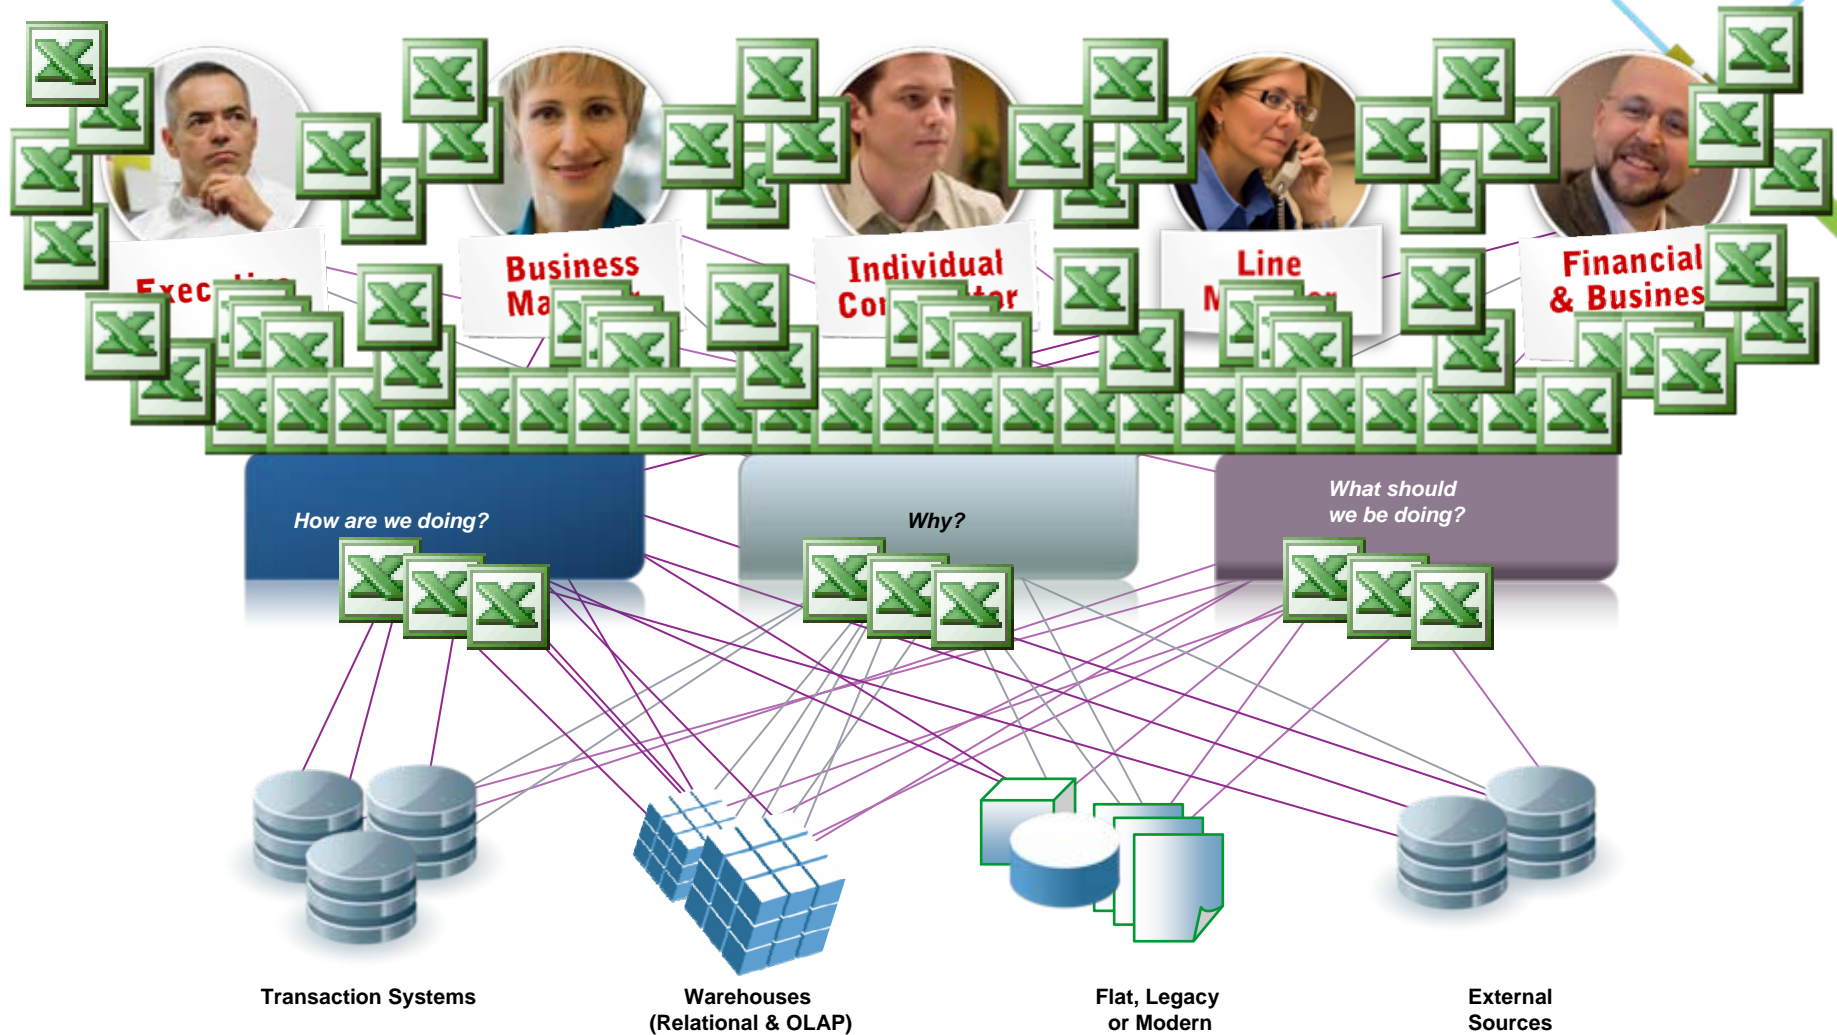 Business
Individual
Line
Financial
& Business
How are we doing?
Why?
What should
we be doing?
Transaction Systems
Warehouses
(Relational & OLAP)
Flat, Legacy
or Modern
External
Sources